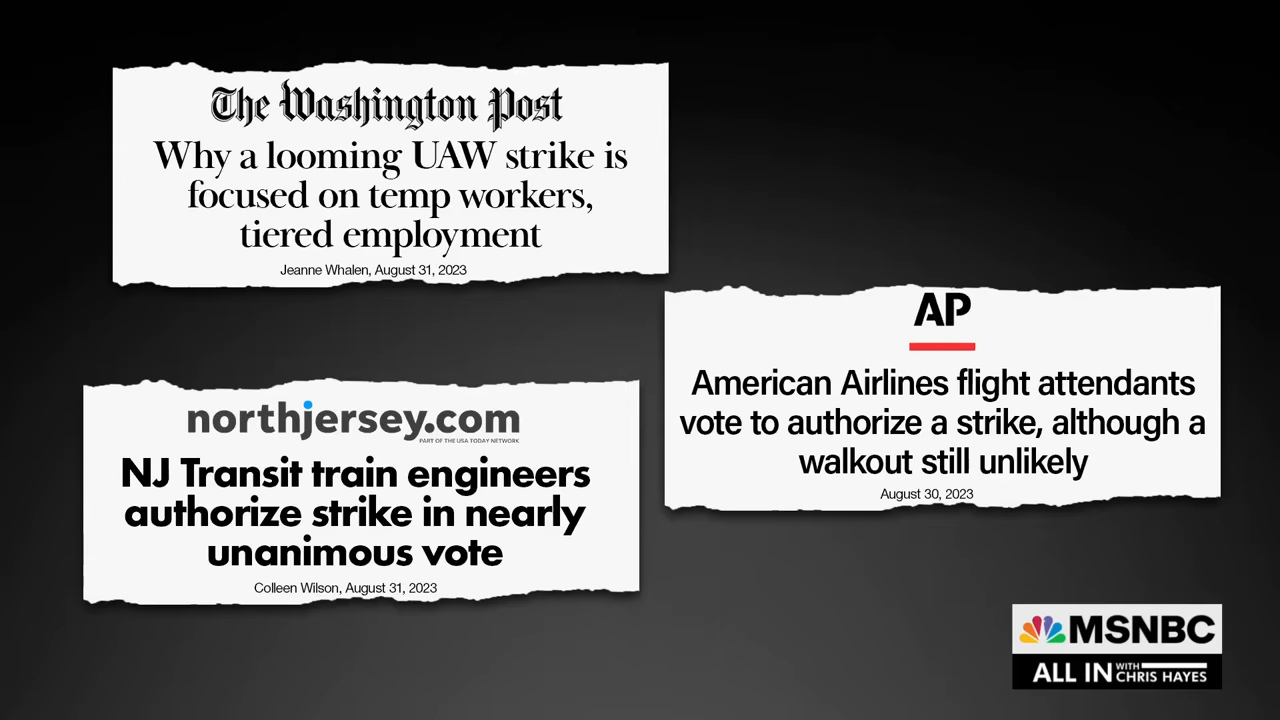 The Washington Post
Why a looming UAW strike is
focused on temp workers,
tiered employment
Jeanne Whalen, August 31, 2023
AP
American Airlines flight attendants
vote to authorize a strike, although a
walkout still unlikely
August 30, 2023
northjersey.com
PART OF THE USA TODAY NETWORK
NJ Transit train engineers
authorize strike in nearly
unanimous vote
Colleen Wilson, August 31, 2023
MSNBC
ALL IN WITH CHRIS HAYES